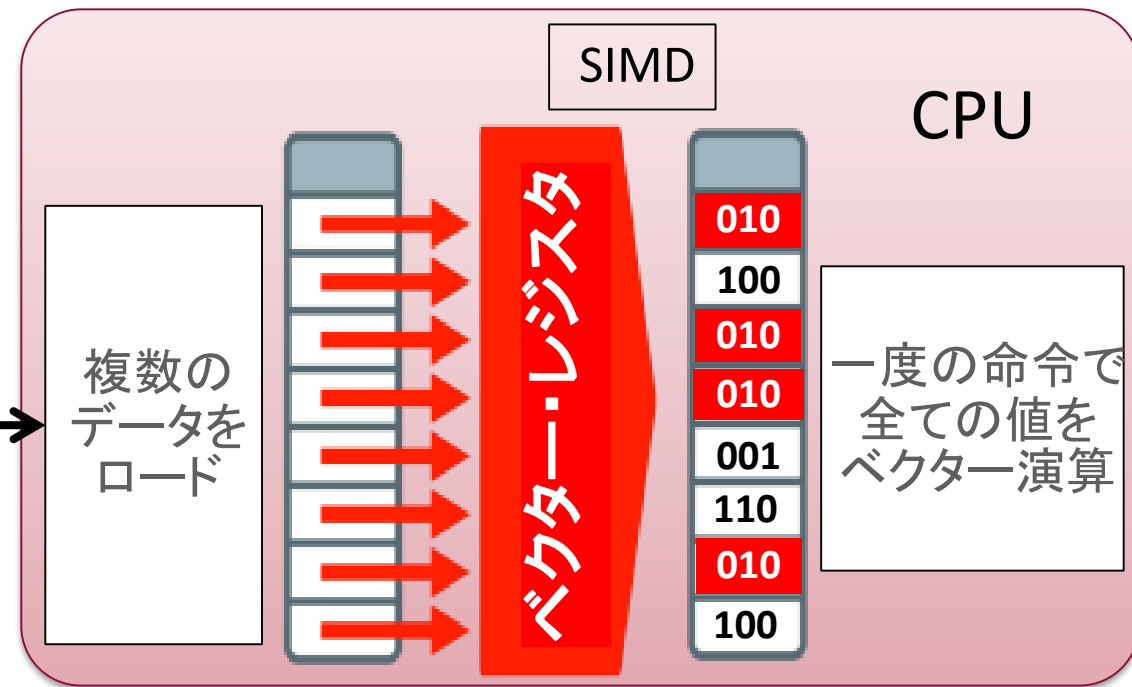 SIMD
CPU
複数の
データを
ロード
ベクター・レジスタ
010
100
010
010
001
110
010
100
一度の命令で
全ての値を
ベクター演算